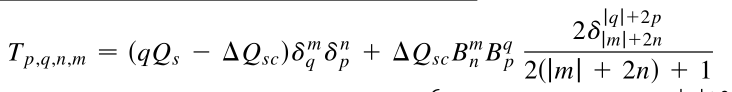 T_{p,q,n,m} = (qQ_s − ΔQ_{sc})δ_q^m δ_p^n + ΔQ_{sc}B_n^m B_p^q \frac{2δ_{|m|+2n}^{|q|+2p}}{2(|m| + 2n) + 1}